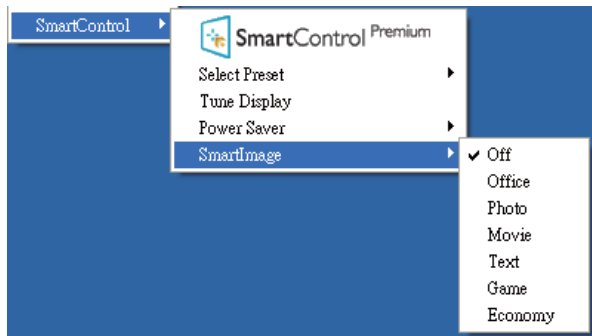 SmartControl
SmartControl Premium
Select Preset
Tune Display
Power Saver
SmartImage
Off
Office
Photo
Movie
Text
Game
Economy